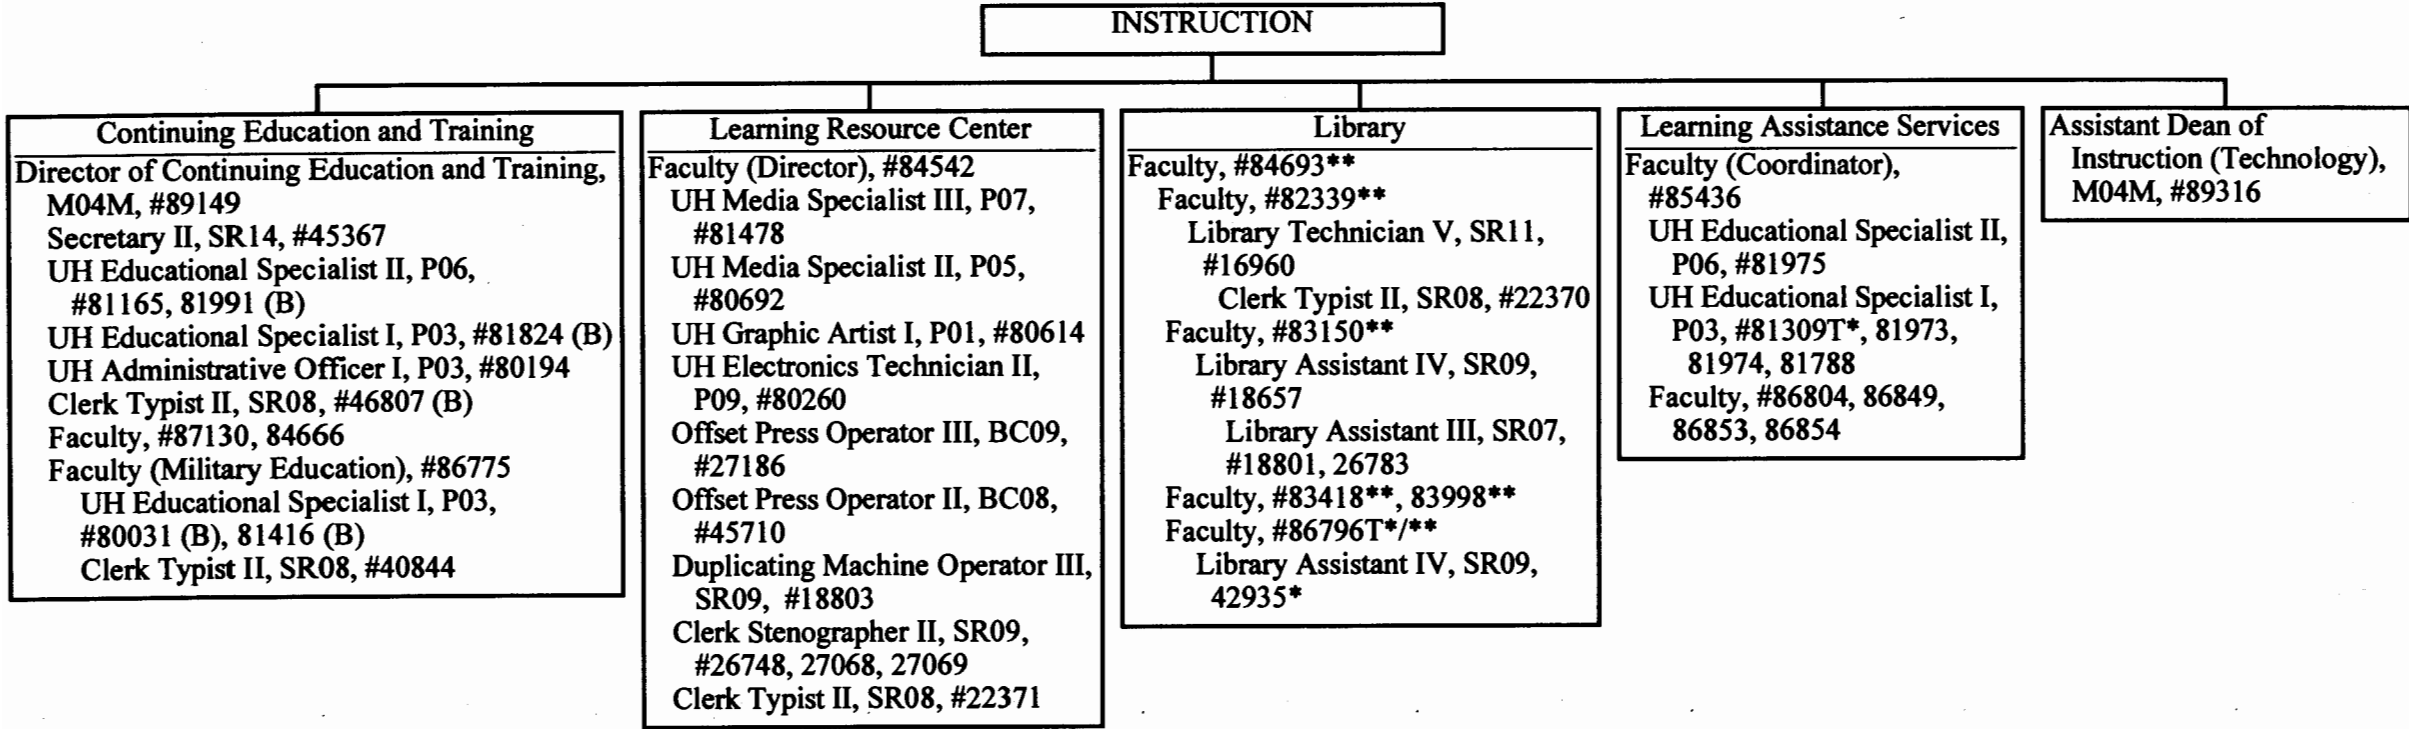 INSTRUCTION
Continuing Education and Training
Director of Continuing Education and Training,
M04M, #89149
Secretary II, SR14, #45367
UH Educational Specialist II, P06,
#81165, 81991 (B)
UH Educational Specialist I, P03, #81824 (B)
UH Administrative Officer I, P03, #80194
Clerk Typist II, SR08, #46807 (B)
Faculty, #87130, 84666
Faculty (Military Education), #86775
UH Educational Specialist I, P03,
#80031 (B), 81416 (B)
Clerk Typist II, SR08, #40844
Learning Resource Center
Faculty (Director), #84542
UH Media Specialist III, P07,
#81478
UH Media Specialist II, P05,
#80692
UH Graphic Artist I, P01, #80614
UH Electronics Technician II,
P09, #80260
Offset Press Operator III, BC09,
#27186
Offset Press Operator II, BC08,
#45710
Duplicating Machine Operator III,
SR09, #18803
Clerk Stenographer II, SR09,
#26748, 27068, 27069
Clerk Typist II, SR08, #22371
Library
Faculty, #84693**
Faculty, #82339**
Library Technician V, SR11,
#16960
Clerk Typist II, SR08, #22370
Faculty, #83150**
Library Assistant IV, SR09,
#18657
Library Assistant III, SR07,
#18801, 26783
Faculty, #83418**, 83998**
Faculty, #86796T*/**
Library Assistant IV, SR09,
42935*
Learning Assistance Services
Faculty (Coordinator),
#85436
UH Educational Specialist II,
P06, #81975
UH Educational Specialist I,
P03, #81309T*, 81973,
81974, 81788
Faculty, #86804, 86849,
86853, 86854
Assistant Dean of
Instruction (Technology),
M04M, #89316